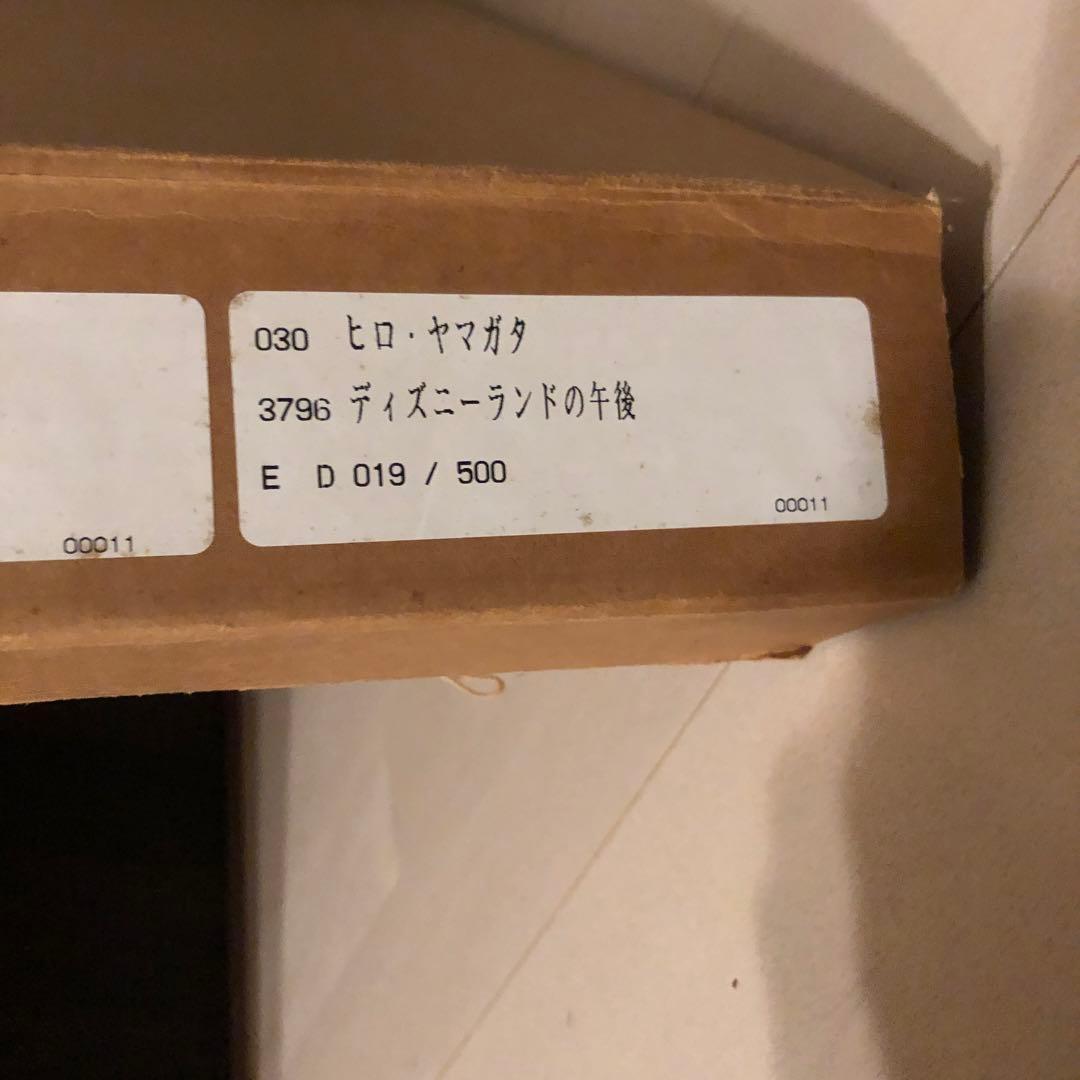 030 ヒロ・ヤマガタ
3796 ディズニーランドの午後
E D 019 / 500
00011
00011